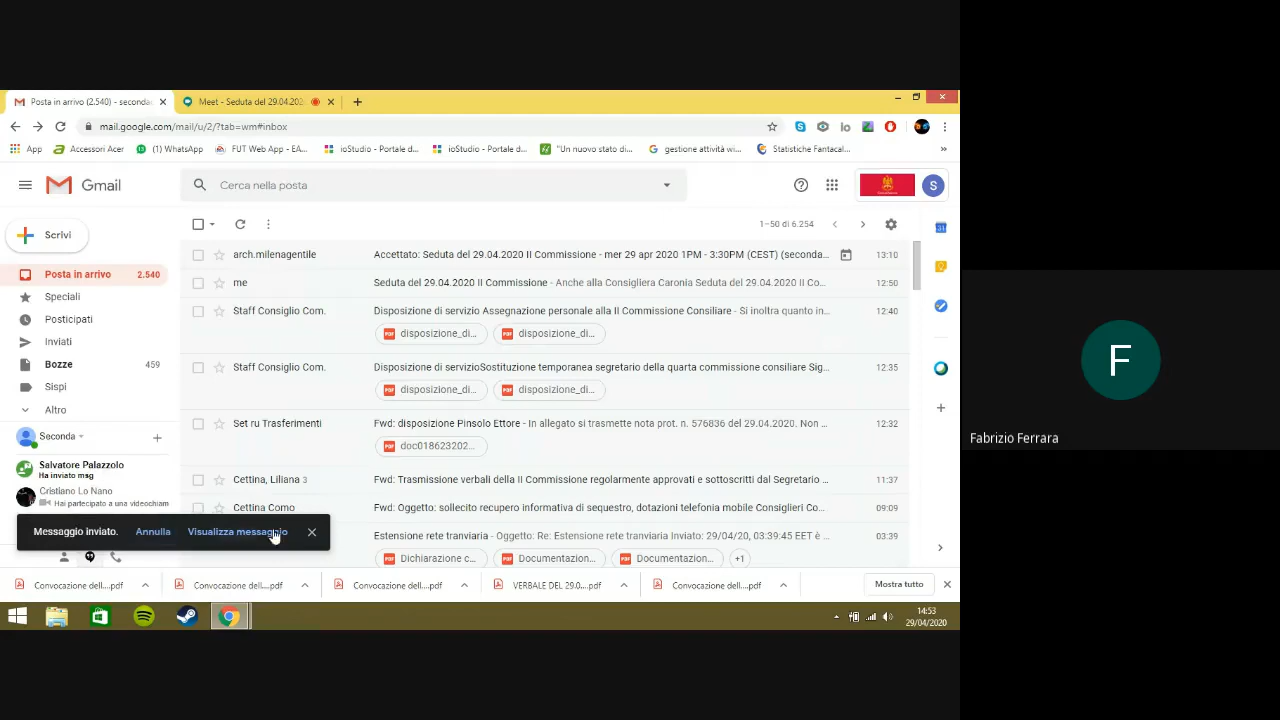 Posta in arrivo (2.540) - seconda
Meet - Seduta del 29.04.202
mail.google.com/mail/u/2/?tab=wm#inbox
App
Accessori Acer
(1) WhatsApp
FUT Web App - EA...
ioStudio - Portale d...
ioStudio - Portale d...
"Un nuovo stato di...
gestione attività wi...
Statistiche Fantacal...
»
Gmail
Cerca nella posta
S
Scrivi
1–50 di 6.254
Posta in arrivo 2.540
Speciali
Posticipati
Inviati
Bozze 459
Sispi
Altro
Seconda
Salvatore Palazzolo
Ha inviato msg
Cristiano Lo Nano
Hai partecipato a una videochiam
arch.milenagentile Accettato: Seduta del 29.04.2020 II Commissione - mer 29 apr 2020 1PM - 3:30PM (CEST) (seconda... 13:10
me Seduta del 29.04.2020 II Commissione - Anche alla Consigliera Caronia Seduta del 29.04.2020 II Co... 12:50
Staff Consiglio Com. Disposizione di servizio Assegnazione personale alla II Commissione Consiliare - Si inoltra quanto in... 12:40
PDF disposizione_di... PDF disposizione_di...
Staff Consiglio Com. Disposizione di servizioSostituzione temporanea segretario della quarta commissione consiliare Sig... 12:35
PDF disposizione_di... PDF disposizione_di...
Set ru Trasferimenti Fwd: disposizione Pinsolo Ettore - In allegato si trasmette nota prot. n. 576836 del 29.04.2020. Non ... 12:32
PDF doc018623202...
Cettina, Liliana 3 Fwd: Trasmissione verbali della II Commissione regolarmente approvati e sottoscritti dal Segretario ... 11:37
Cettina Como Fwd: Oggetto: sollecito recupero informativa di sequestro, dotazioni telefonia mobile Consiglieri Co... 09:09
Estensione rete tranviaria - Oggetto: Re: Estensione rete tranviaria Inviato: 29/04/20, 03:39:45 EET è ... 03:39
PDF Dichiarazione c... PDF Documentazion... PDF Documentazion... +1
Messaggio inviato. Annulla Visualizza messaggio
Convocazione dell....pdf
Convocazione dell....pdf
Convocazione dell....pdf
VERBALE DEL 29.0....pdf
Convocazione dell....pdf
Mostra tutto
14:53
29/04/2020
F
Fabrizio Ferrara